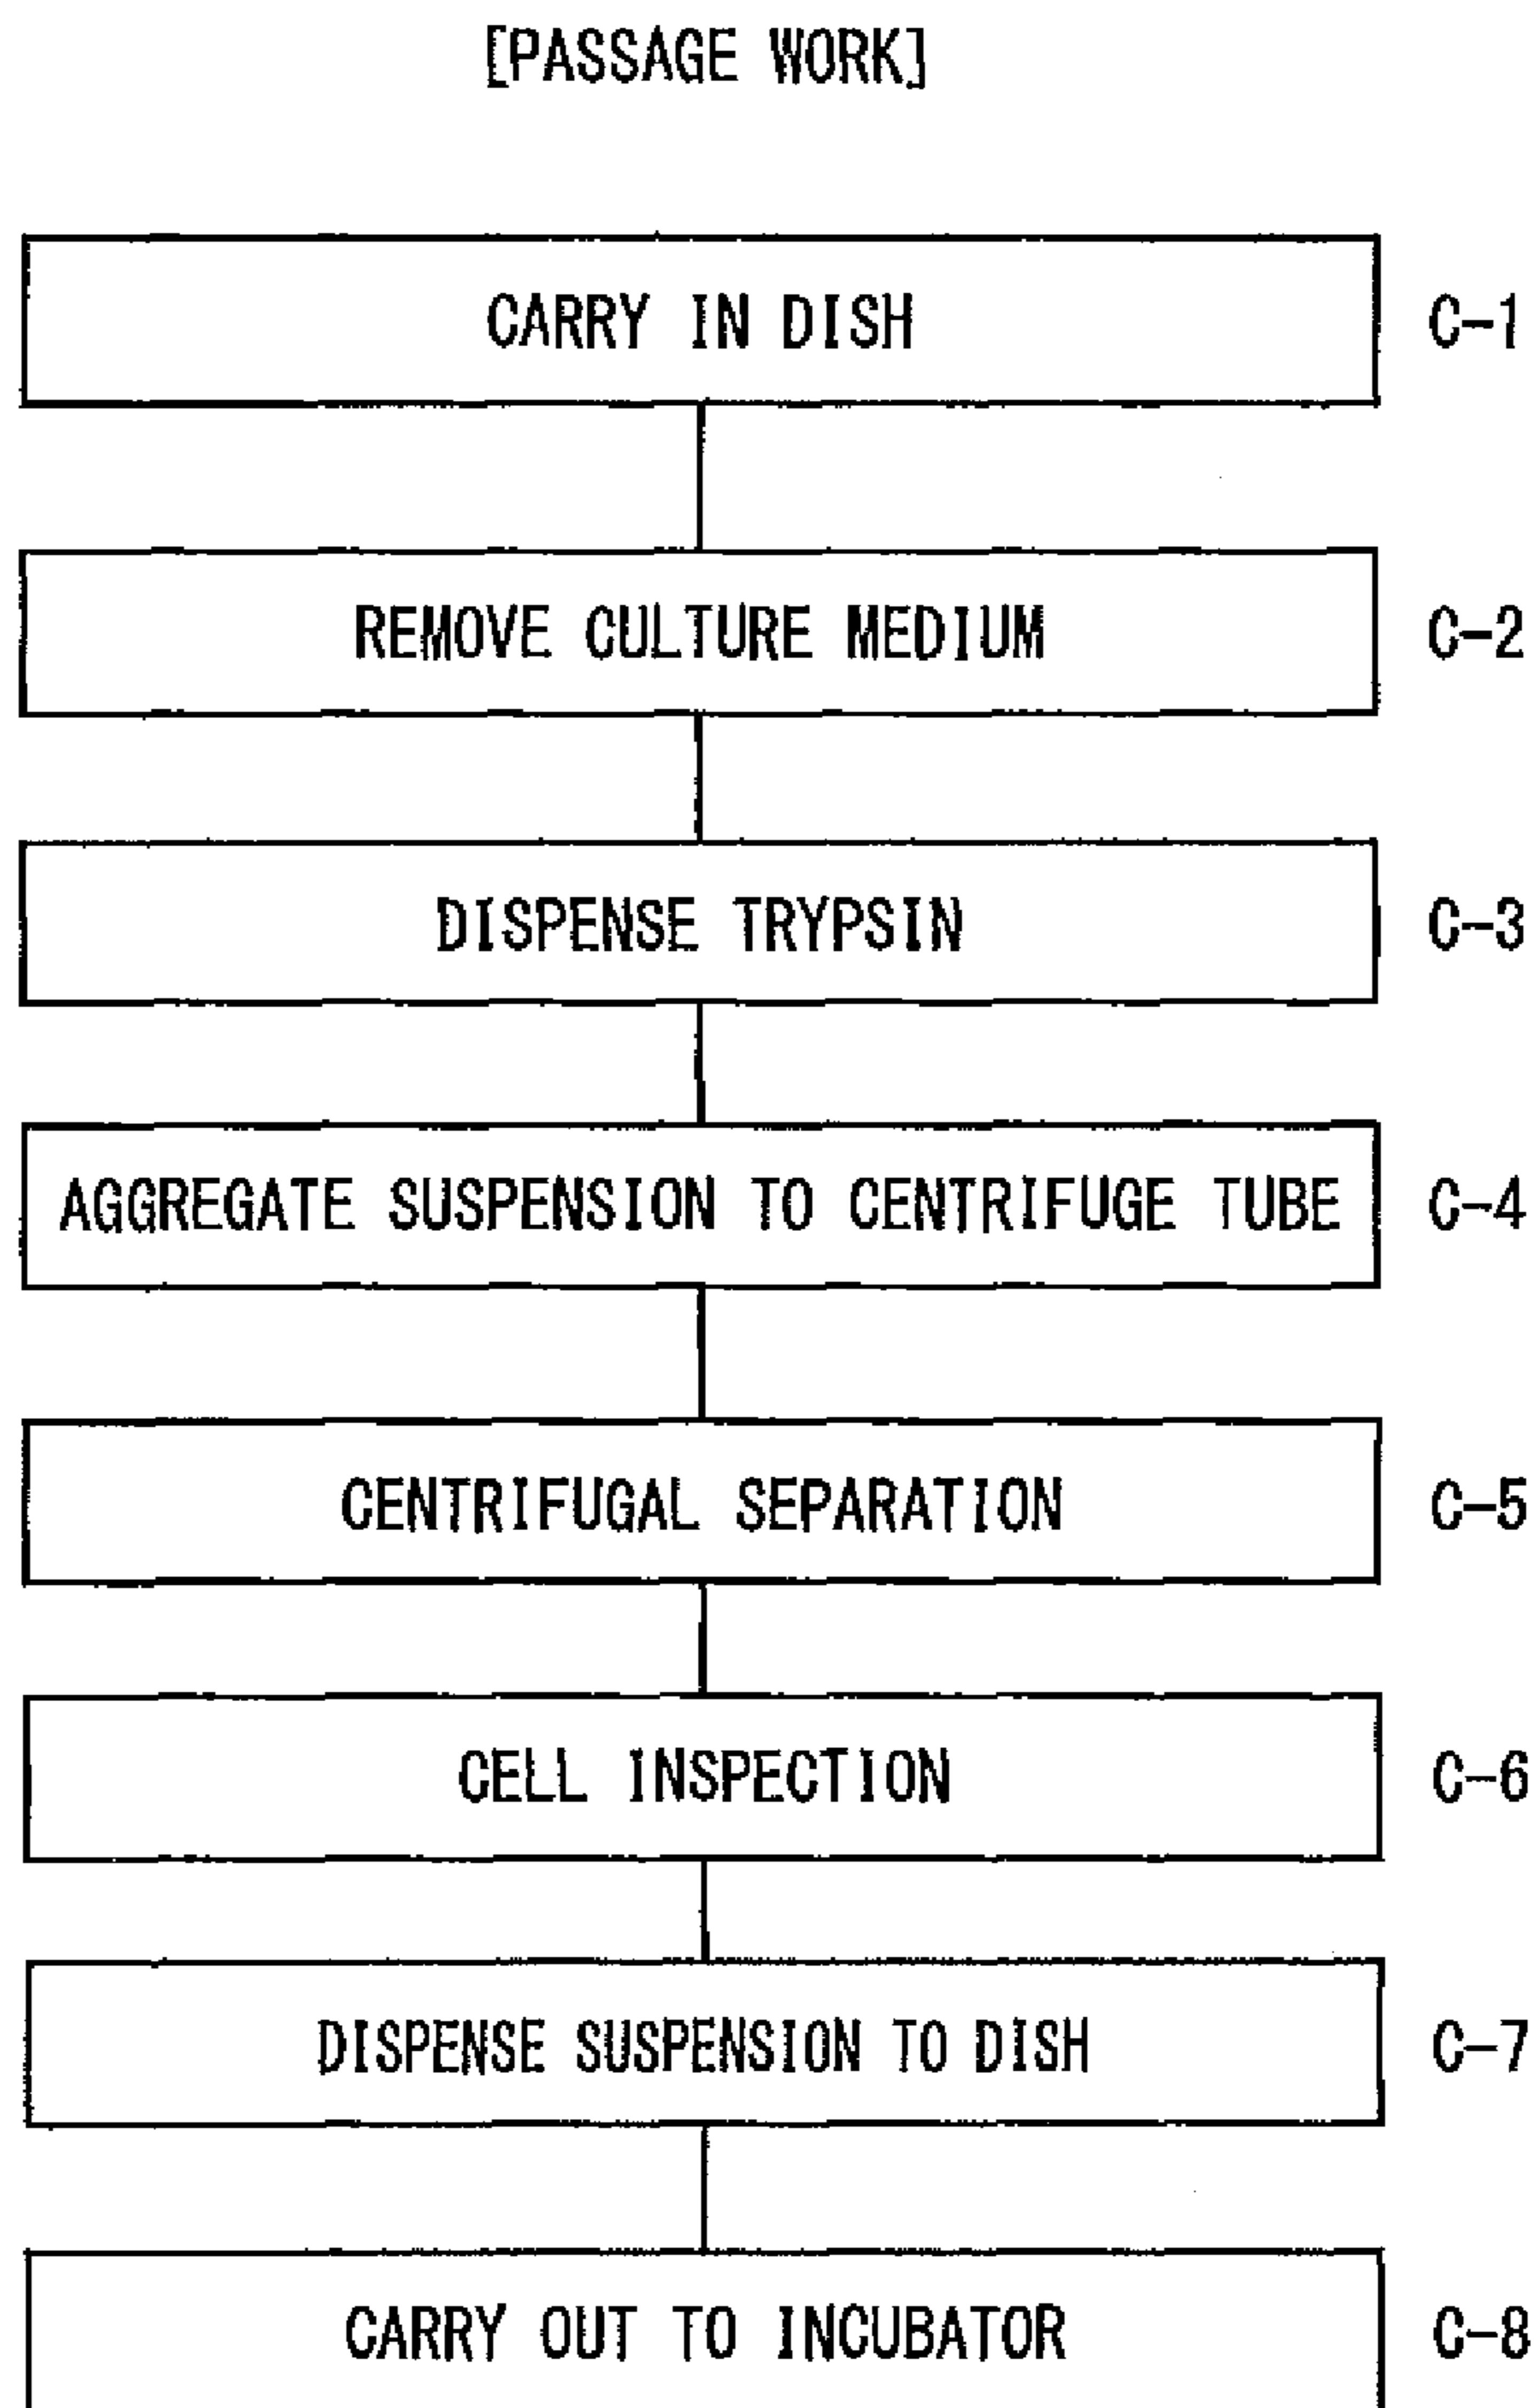 [PASSAGE WORK]
CARRY IN DISH C-1
REMOVE CULTURE MEDIUM C-2
DISPENSE TRYPSIN C-3
AGGREGATE SUSPENSION TO CENTRIFUGE TUBE C-4
CENTRIFUGAL SEPARATION C-5
CELL INSPECTION C-6
DISPENSE SUSPENSION TO DISH C-7
CARRY OUT TO INCUBATOR C-8